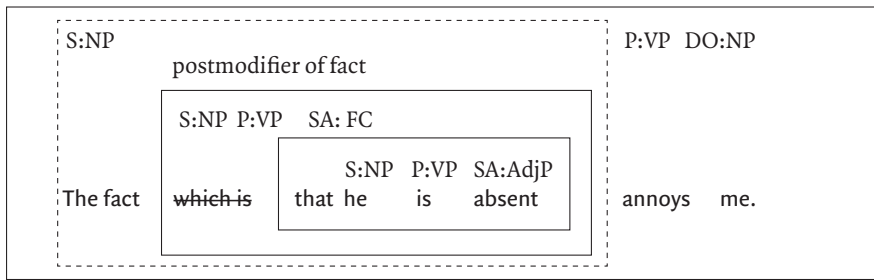 S:NP P:VP DO:NP
postmodifier of fact
S:NP P:VP SA: FC
S:NP P:VP SA:AdjP
The fact which is that he is absent annoys me.